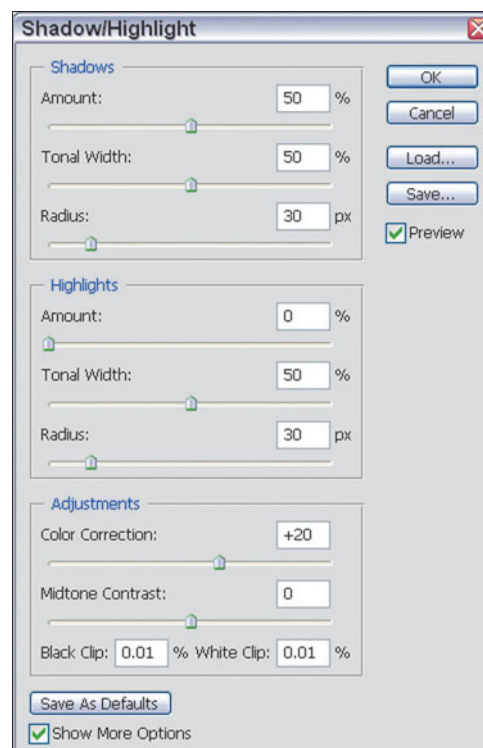 Shadow/Highlight
Shadows
Amount: 50 %
Tonal Width: 50 %
Radius: 30 px
Highlights
Amount: 0 %
Tonal Width: 50 %
Radius: 30 px
Adjustments
Color Correction: +20
Midtone Contrast: 0
Black Clip: 0.01 % White Clip: 0.01 %
Save As Defaults
Show More Options
OK
Cancel
Load...
Save...
Preview